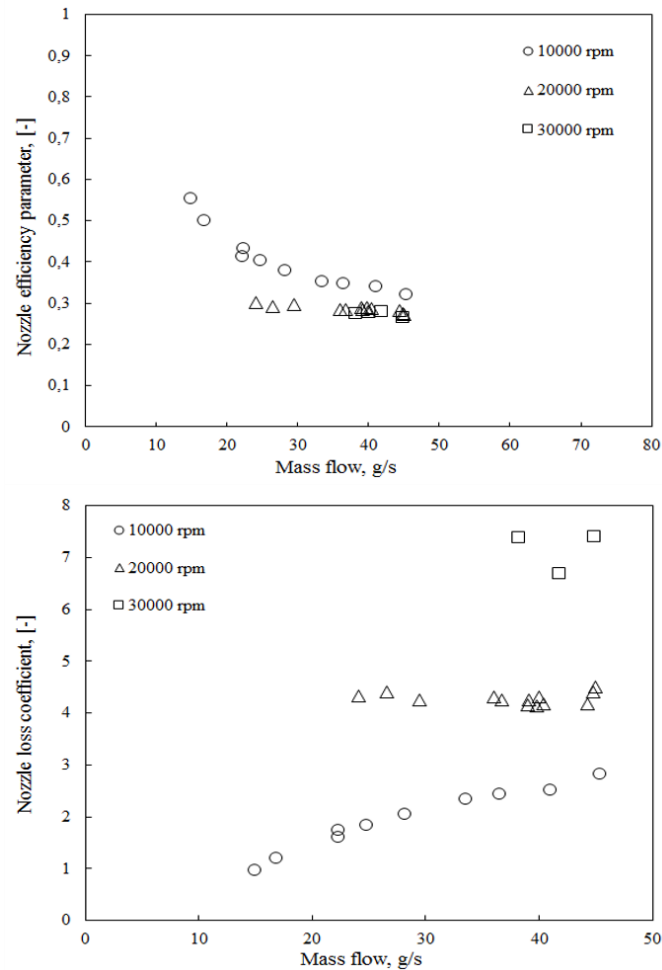 1
0,9
0,8
0,7
0,6
0,5
0,4
0,3
0,2
0,1
0
Nozzle efficiency parameter, [-]
10000 rpm
20000 rpm
30000 rpm
0 10 20 30 40 50 60 70 80
Mass flow, g/s
8
7
6
5
4
3
2
1
0
Nozzle loss coefficient, [-]
10000 rpm
20000 rpm
30000 rpm
0 10 20 30 40 50
Mass flow, g/s